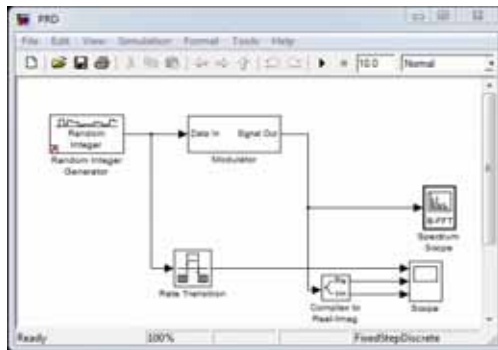 PRD
File Edit View Simulation Format Tools Help
10.0 Normal
Random
Integer
Random Integer
Generator
Data In Signal Out
Modulator
B-FFT
Spectrum
Scope
Rate Transition
Re
Im
Complex to
Real-Imag
Scope
Ready 100% FixedStepDiscrete